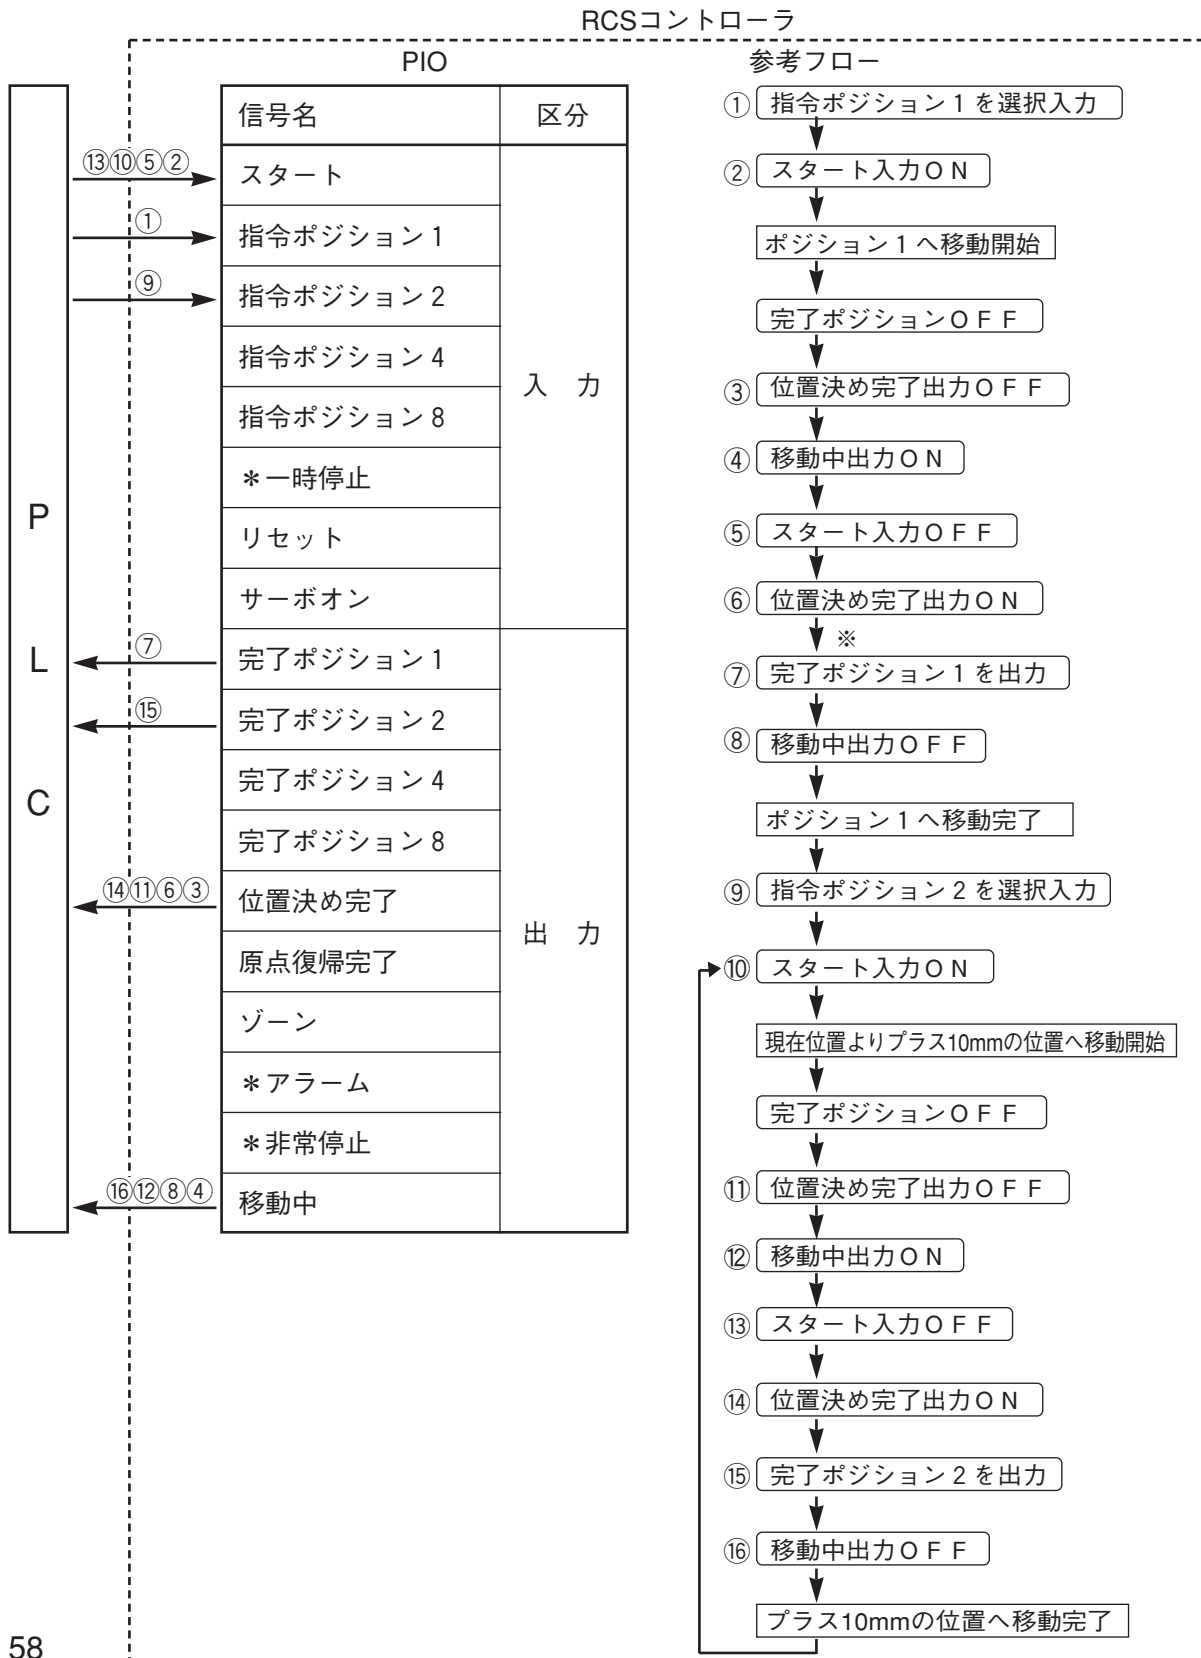 RCSコントローラ
PIO
信号名 区分
⑬⑩⑤② スタート
① 指令ポジション1
⑨ 指令ポジション2
指令ポジション4
指令ポジション8
入 力
＊一時停止
リセット
サーボオン
P
L
C
⑦ 完了ポジション1
⑮ 完了ポジション2
完了ポジション4
完了ポジション8
⑭⑪⑥③ 位置決め完了
出 力
原点復帰完了
ゾーン
＊アラーム
＊非常停止
⑯⑫⑧④ 移動中
参考フロー
① 指令ポジション1を選択入力
② スタート入力ON
ポジション1へ移動開始
完了ポジションOFF
③ 位置決め完了出力OFF
④ 移動中出力ON
⑤ スタート入力OFF
⑥ 位置決め完了出力ON
※
⑦ 完了ポジション1を出力
⑧ 移動中出力OFF
ポジション1へ移動完了
⑨ 指令ポジション2を選択入力
⑩ スタート入力ON
現在位置よりプラス10mmの位置へ移動開始
完了ポジションOFF
⑪ 位置決め完了出力OFF
⑫ 移動中出力ON
⑬ スタート入力OFF
⑭ 位置決め完了出力ON
⑮ 完了ポジション2を出力
⑯ 移動中出力OFF
プラス10mmの位置へ移動完了
58